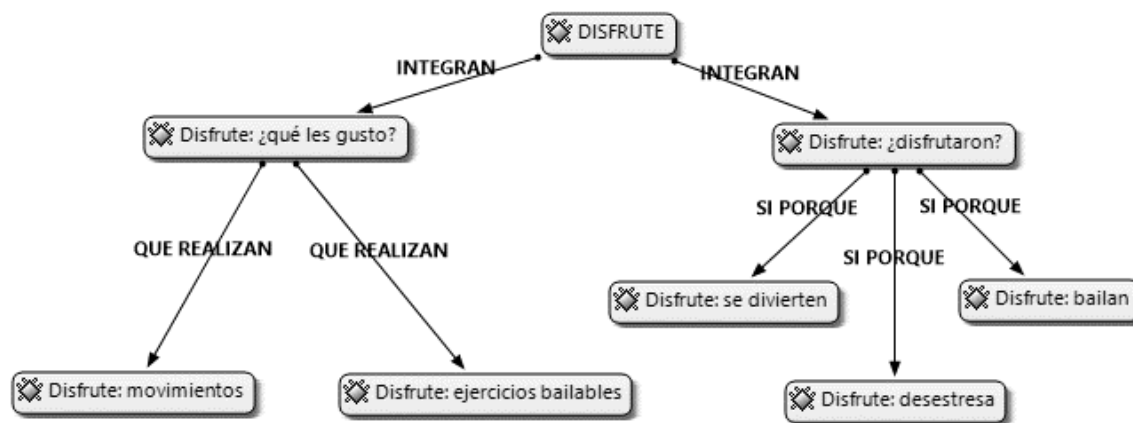 DISFRUTE
INTEGRAN
INTEGRAN
Disfrute: ¿qué les gusto?
Disfrute: ¿disfrutaron?
QUE REALIZAN
QUE REALIZAN
SI PORQUE
SI PORQUE
SI PORQUE
Disfrute: se divierten
Disfrute: bailan
Disfrute: movimientos
Disfrute: ejercicios bailables
Disfrute: desestresa